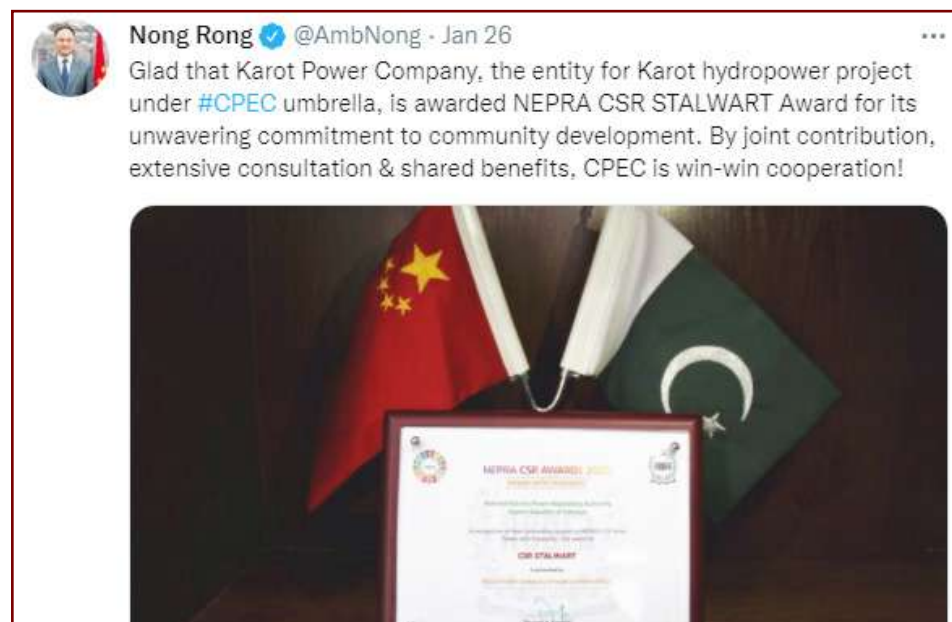 Nong Rong @AmbNong · Jan 26
Glad that Karot Power Company, the entity for Karot hydropower project
under #CPEC umbrella, is awarded NEPRA CSR STALWART Award for its
unwavering commitment to community development. By joint contribution,
extensive consultation & shared benefits, CPEC is win-win cooperation!
NEPRA CSR AWARDS
CSR STALWART